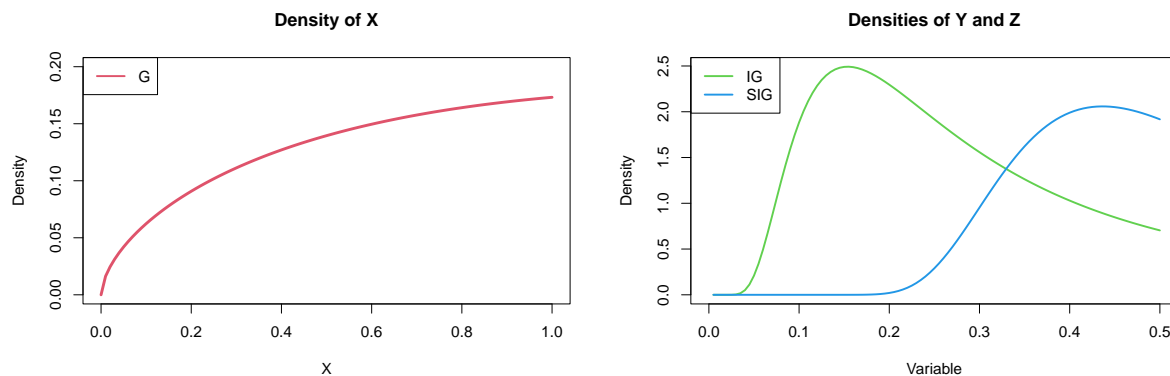 Density of X
G
Density
0.00
0.05
0.10
0.15
0.20
0.0 0.2 0.4 0.6 0.8 1.0
X
Densities of Y and Z
IG
SIG
Density
0.0
0.5
1.0
1.5
2.0
2.5
0.0 0.1 0.2 0.3 0.4 0.5
Variable